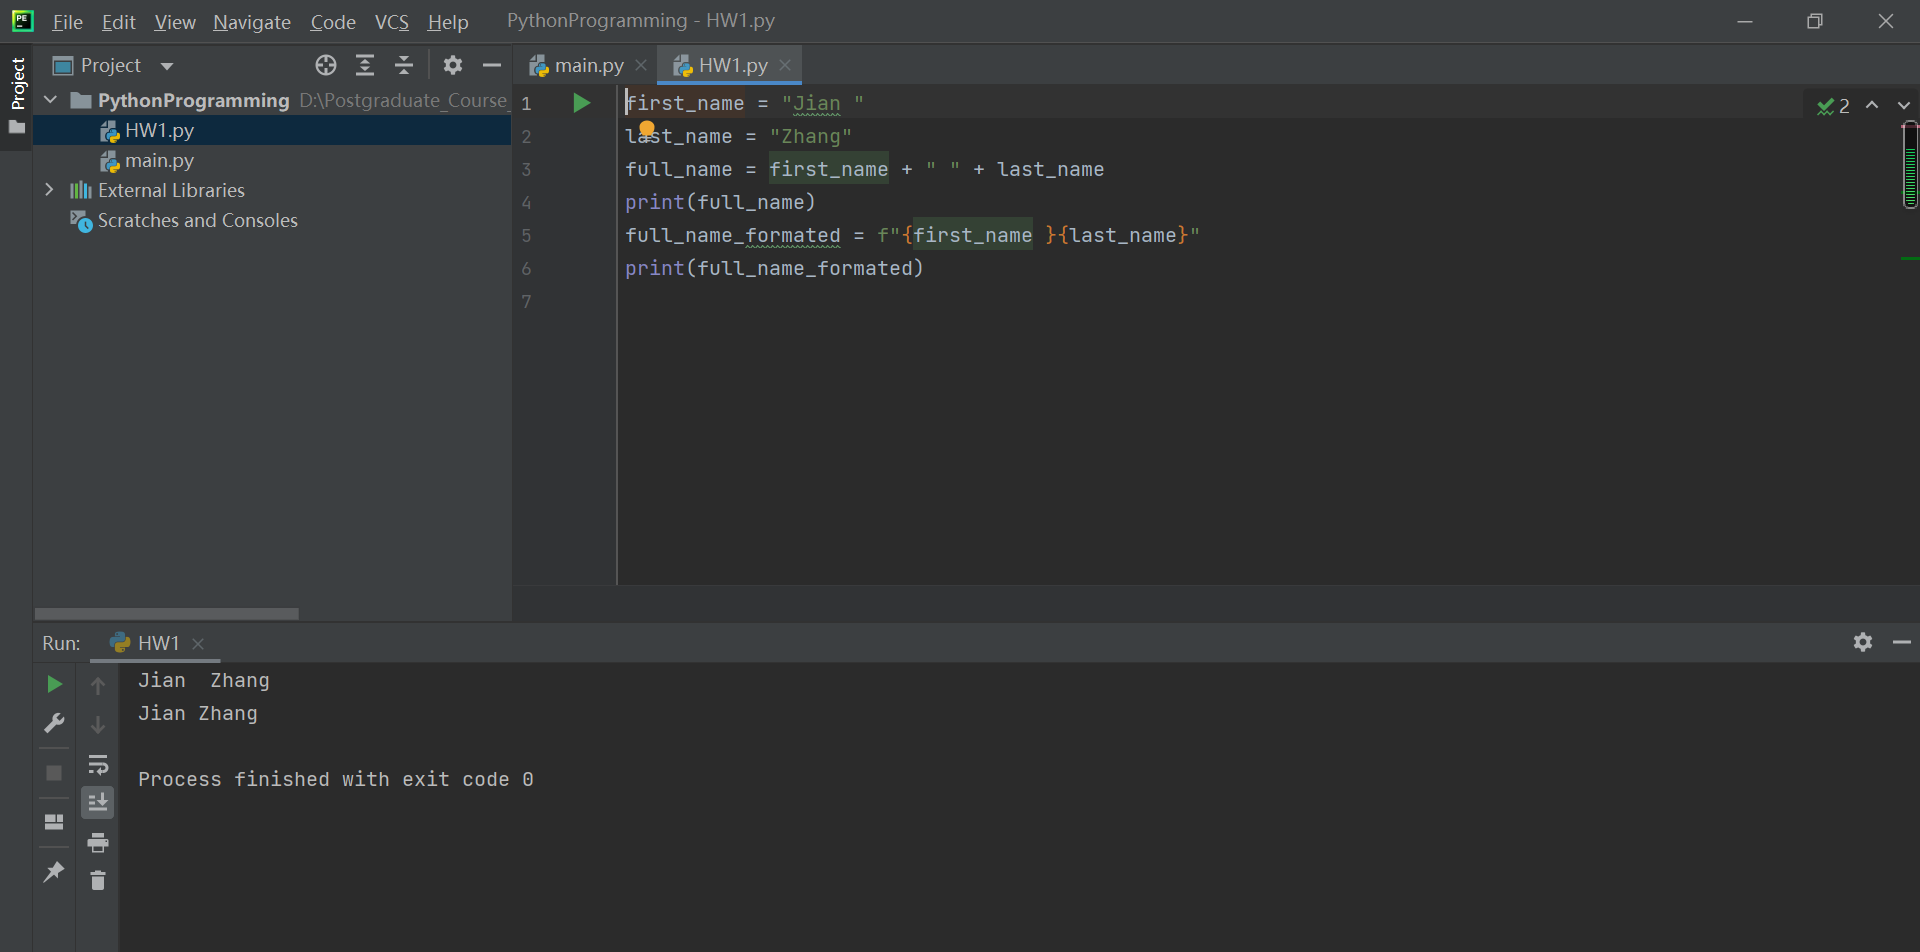 PE
File Edit View Navigate Code VCS Help PythonProgramming - HW1.py
Project
Project
PythonProgramming D:\Postgraduate_Course_
HW1.py
main.py
External Libraries
Scratches and Consoles
main.py HW1.py
2
1 first_name = "Jian "
2 last_name = "Zhang"
3 full_name = first_name + " " + last_name
4 print(full_name)
5 full_name_formated = f"{first_name }{last_name}"
6 print(full_name_formated)
7
Run: HW1
Jian  Zhang
Jian Zhang
Process finished with exit code 0